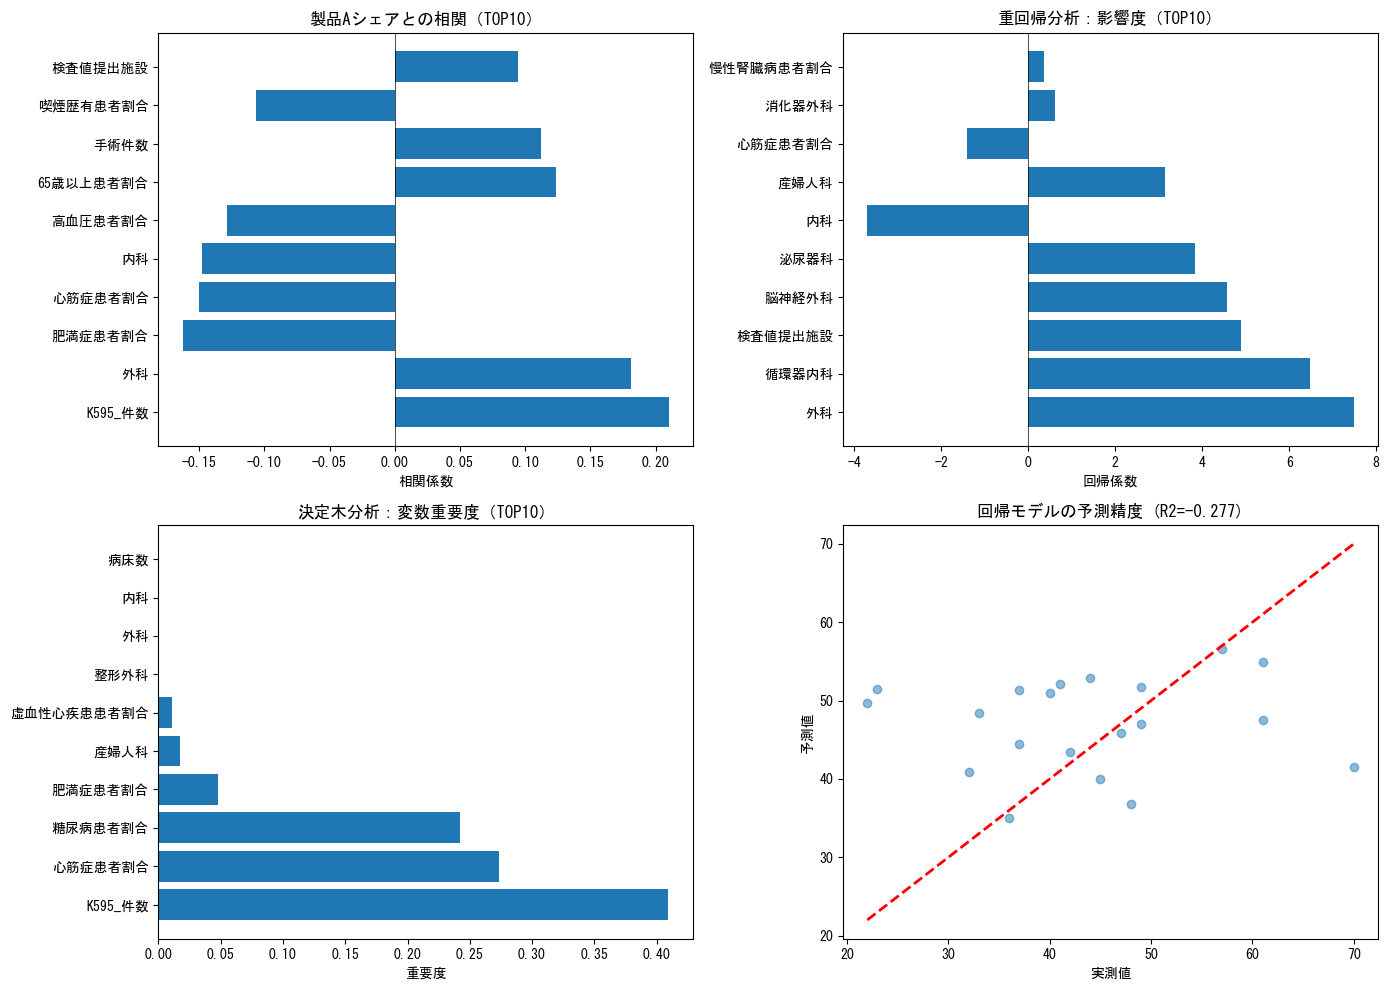 製品Aシェアとの相関 (TOP10)
検査値提出施設
喫煙歴有患者割合
手術件数
65歳以上患者割合
高血圧患者割合
内科
心筋症患者割合
肥満症患者割合
外科
K595_件数
-0.15 -0.10 -0.05 0.00 0.05 0.10 0.15 0.20
相関係数
重回帰分析：影響度 (TOP10)
慢性腎臓病患者割合
消化器外科
心筋症患者割合
産婦人科
内科
泌尿器科
脳神経外科
検査値提出施設
循環器内科
外科
-4 -2 0 2 4 6 8
回帰係数
決定木分析：変数重要度 (TOP10)
病床数
内科
外科
整形外科
虚血性心疾患患者割合
産婦人科
肥満症患者割合
糖尿病患者割合
心筋症患者割合
K595_件数
0.00 0.05 0.10 0.15 0.20 0.25 0.30 0.35 0.40
重要度
回帰モデルの予測精度 (R2=-0.277)
70
60
50
40
30
20
予測値
20 30 40 50 60 70
実測値